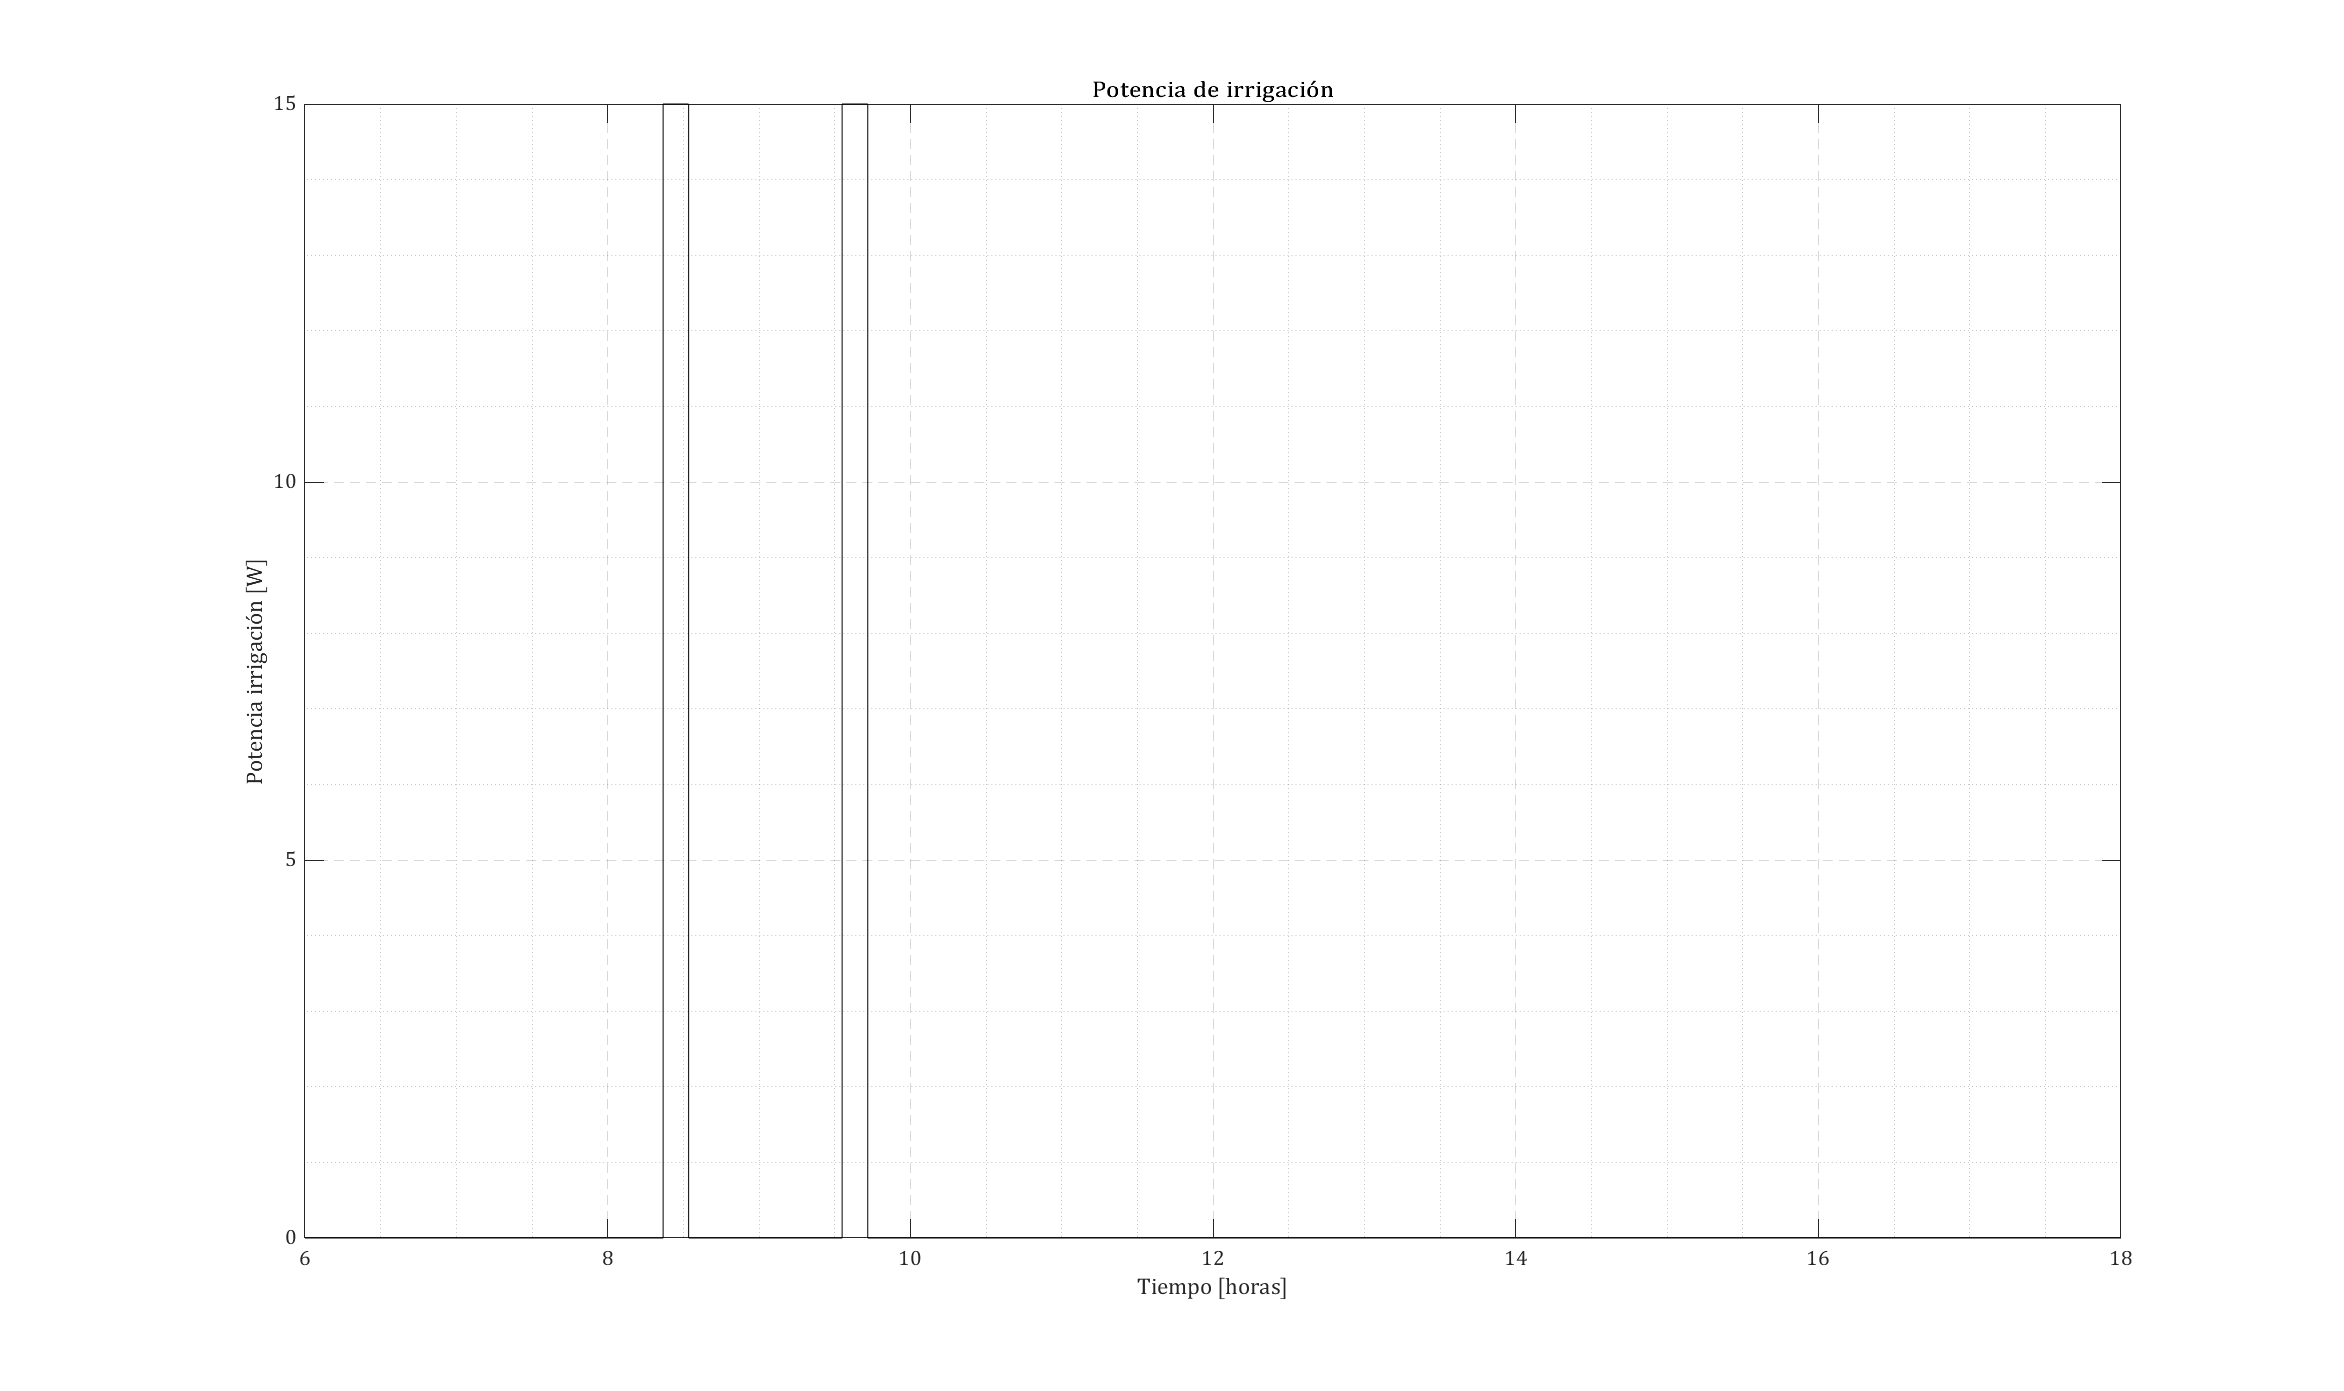 Potencia de irrigación
15
10
5
0
Potencia irrigación [W]
6 8 10 12 14 16 18
Tiempo [horas]